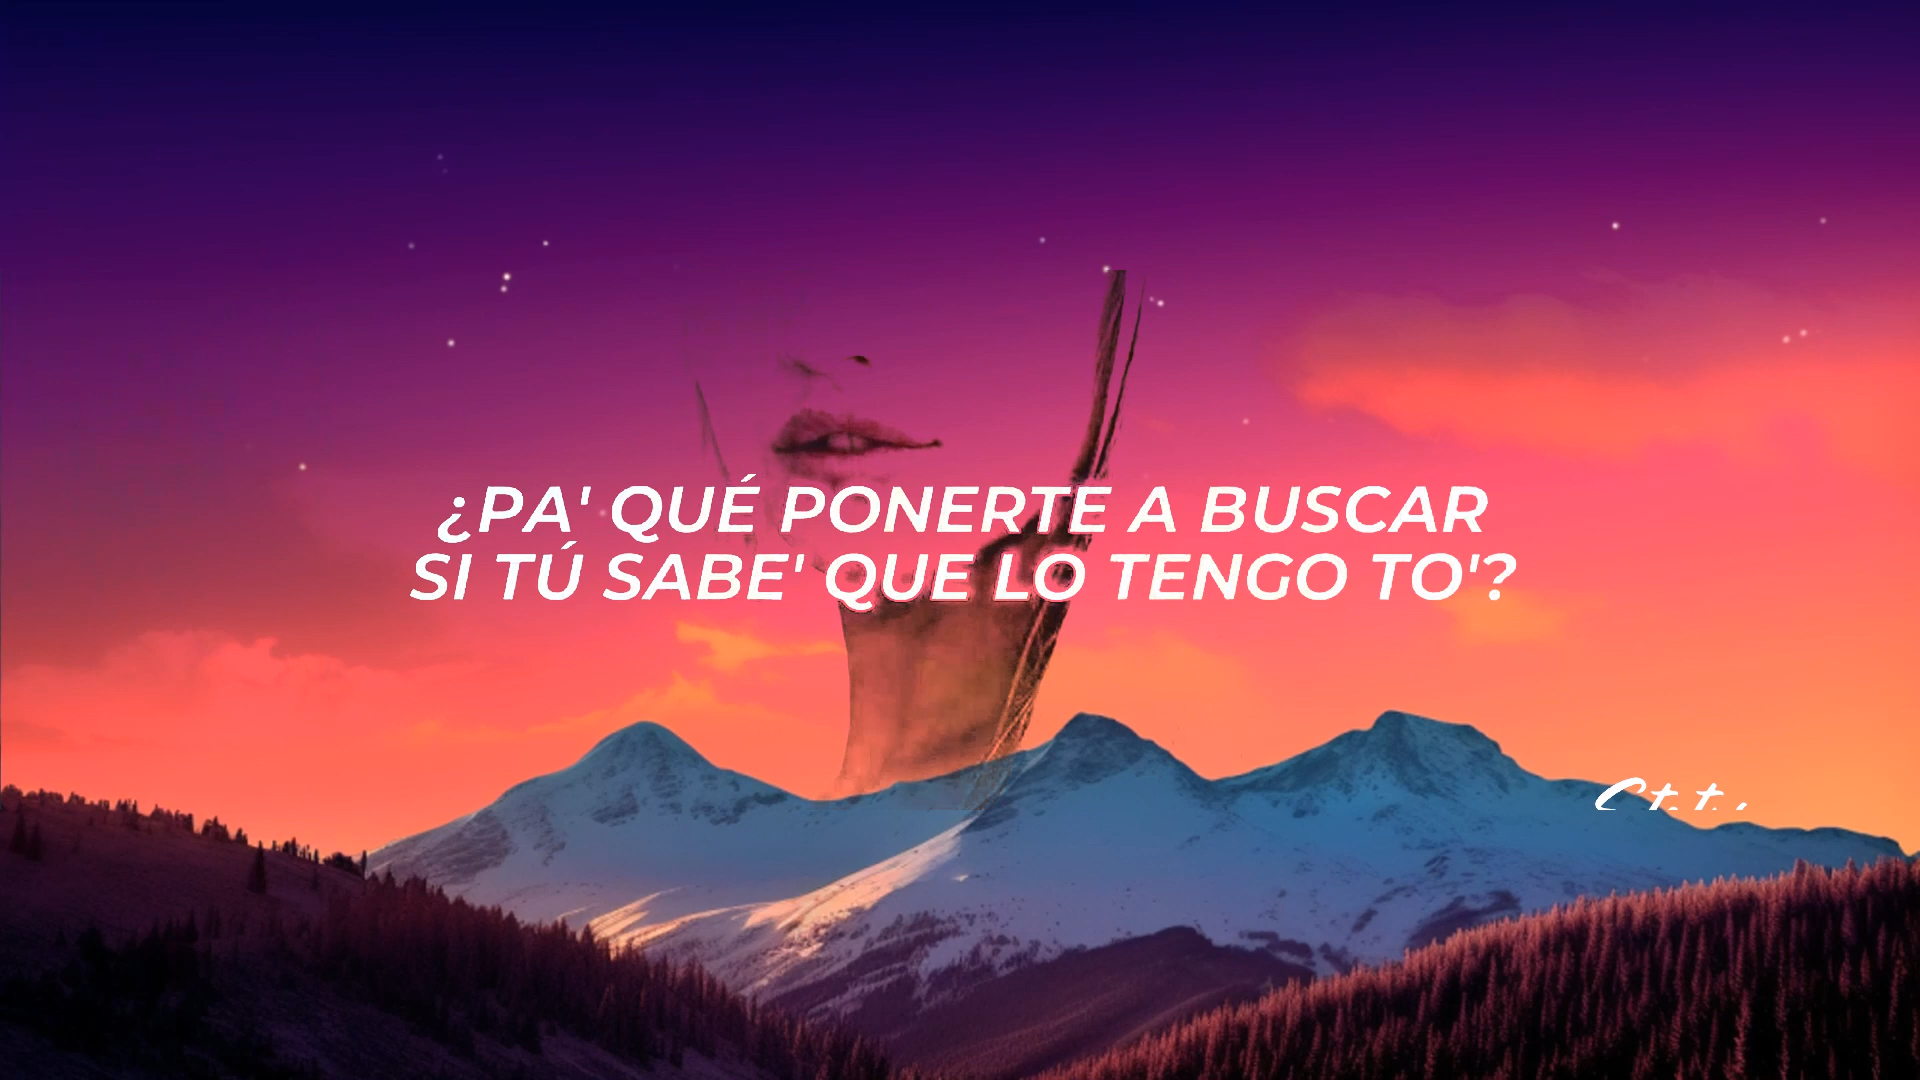 ¿PA' QUÉ PONERTE A BUSCAR
SI TÚ SABE' QUE LO TENGO TO'?